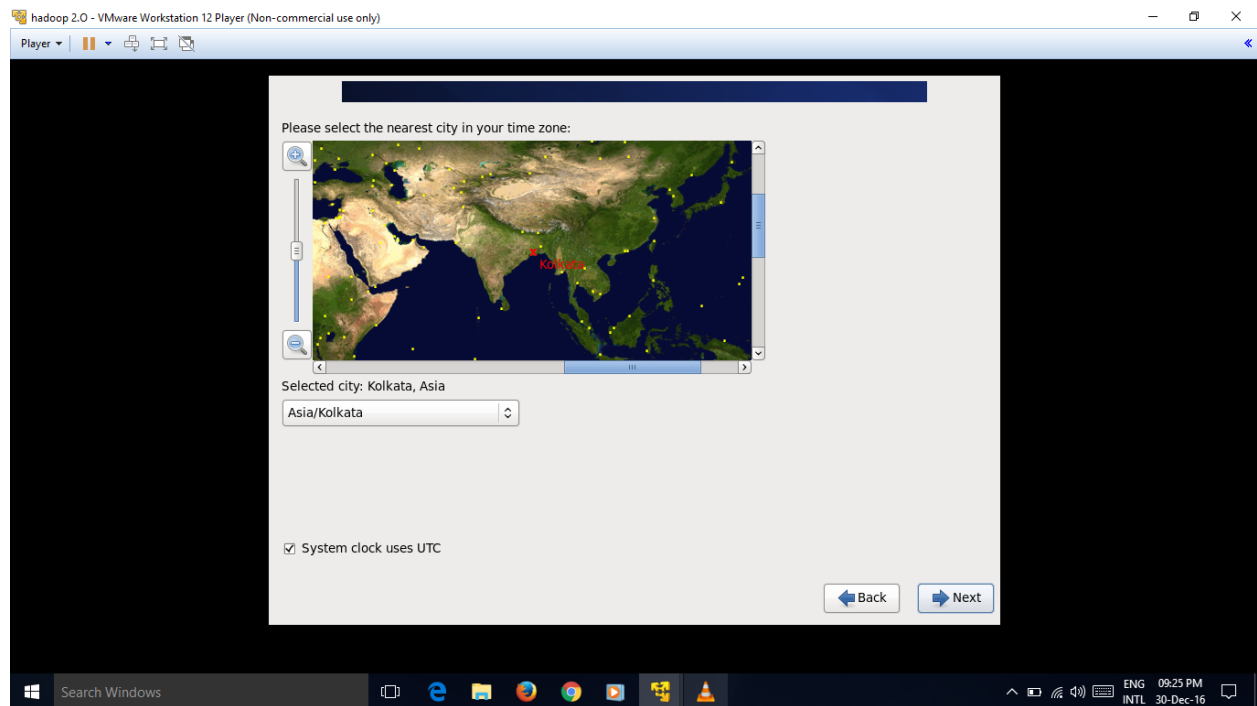 hadoop 2.O - VMware Workstation 12 Player (Non-commercial use only)
Player
Please select the nearest city in your time zone:
Kolkata
Selected city: Kolkata, Asia
Asia/Kolkata
System clock uses UTC
Back
Next
Search Windows
ENG 09:25 PM
INTL 30-Dec-16